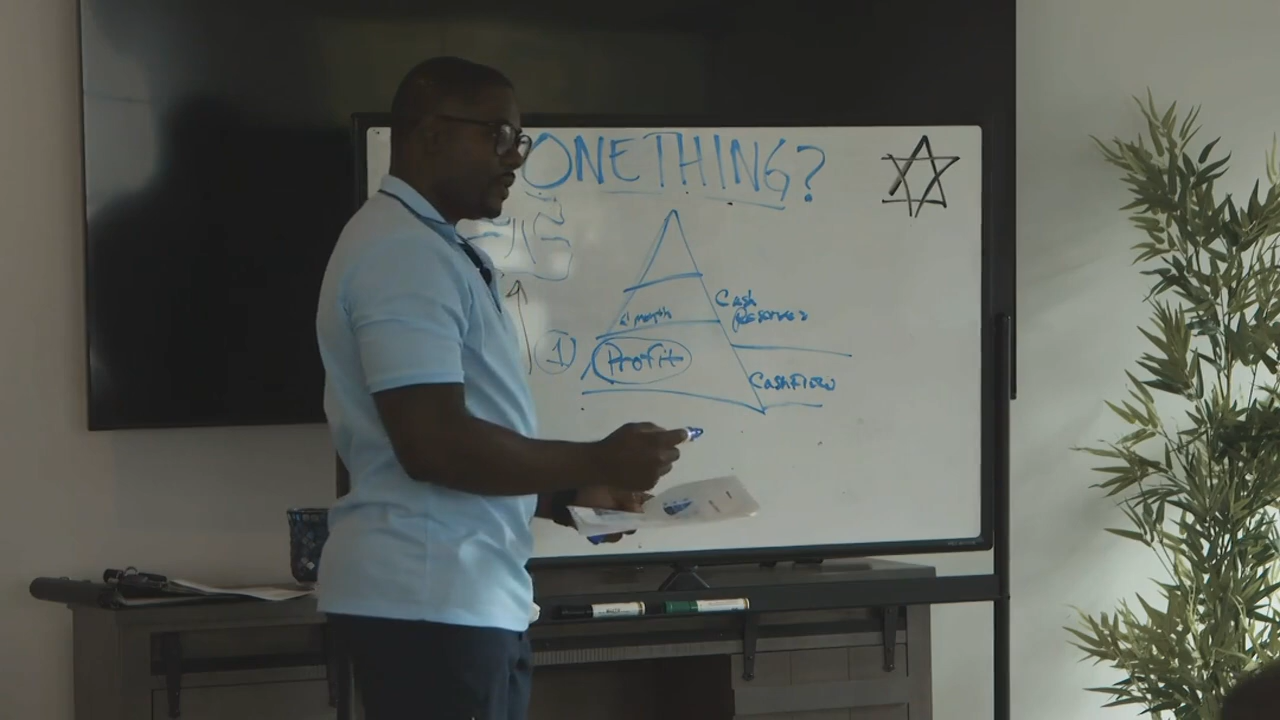 ONETHING?
Cash
Reserves
1 month
1 Profit
Cashflow